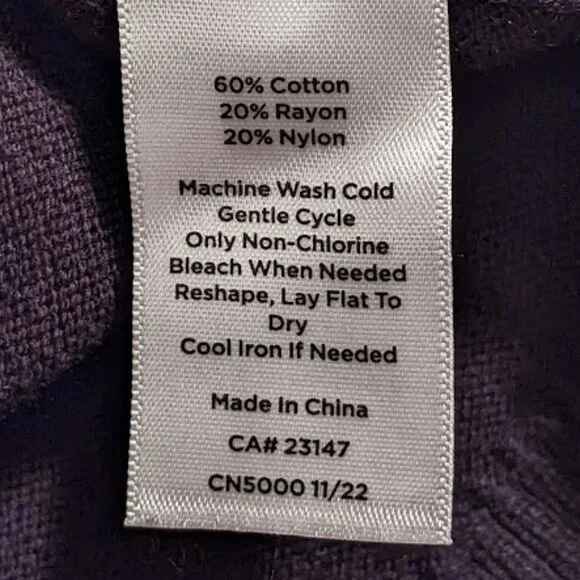 60% Cotton
20% Rayon
20% Nylon
Machine Wash Cold
Gentle Cycle
Only Non-Chlorine
Bleach When Needed
Reshape, Lay Flat To
Dry
Cool Iron If Needed
Made In China
CA# 23147
CN5000 11/22